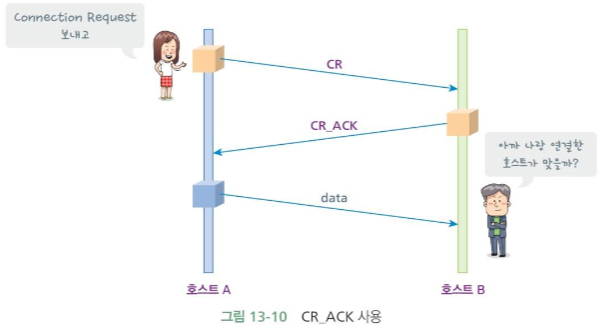 Connection Request
보내고
CR
CR_ACK
아까 나랑 연결한
호스트가 맞을까?
data
호스트 A
호스트 B
그림 13-10 CR_ACK 사용